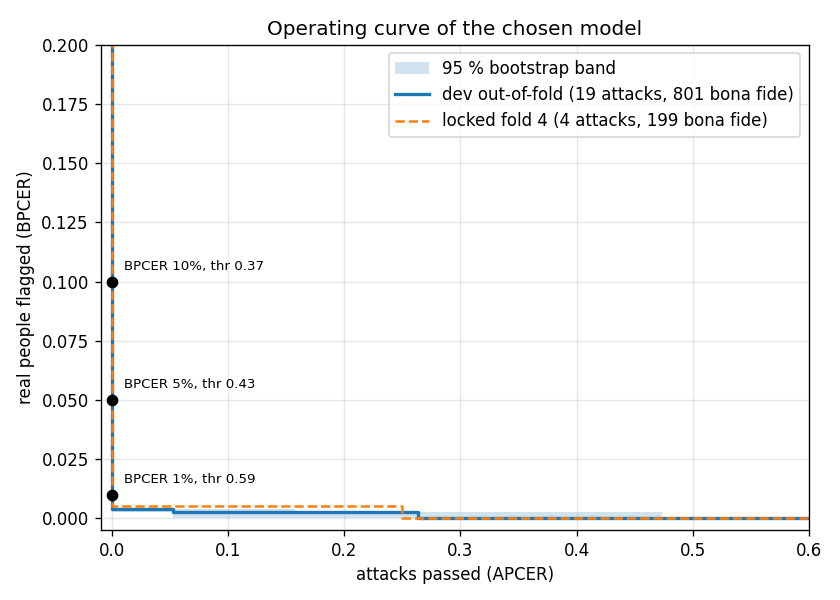 Operating curve of the chosen model
95 % bootstrap band
dev out-of-fold (19 attacks, 801 bona fide)
locked fold 4 (4 attacks, 199 bona fide)
real people flagged (BPCER)
0.200
0.175
0.150
0.125
0.100
0.075
0.050
0.025
0.000
BPCER 10%, thr 0.37
BPCER 5%, thr 0.43
BPCER 1%, thr 0.59
0.0 0.1 0.2 0.3 0.4 0.5 0.6
attacks passed (APCER)